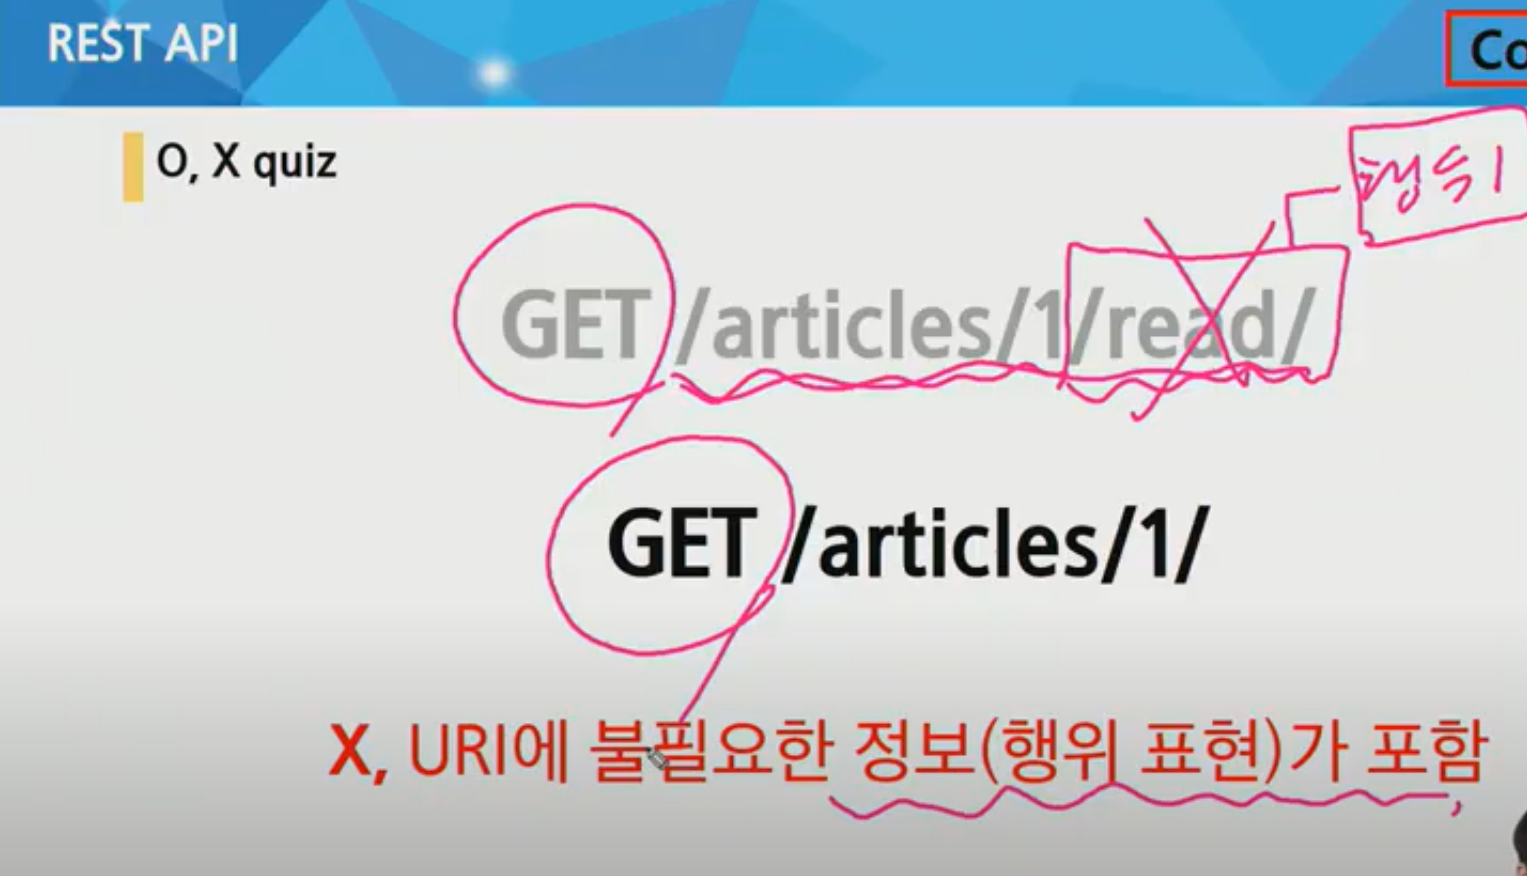 REST API
Co
O, X quiz
행위
GET /articles/1/read/
GET /articles/1/
X, URI에 불필요한 정보(행위 표현)가 포함